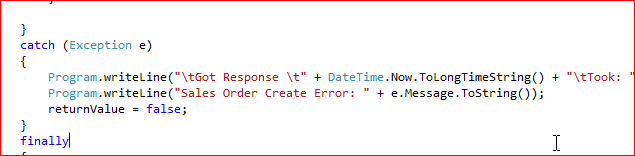 }
catch (Exception e)
{
Program.writeLine("\tGot Response \t" + DateTime.Now.ToLongTimeString() + "\tTook: "
Program.writeLine("Sales Order Create Error: " + e.Message.ToString());
returnValue = false;
}
finally